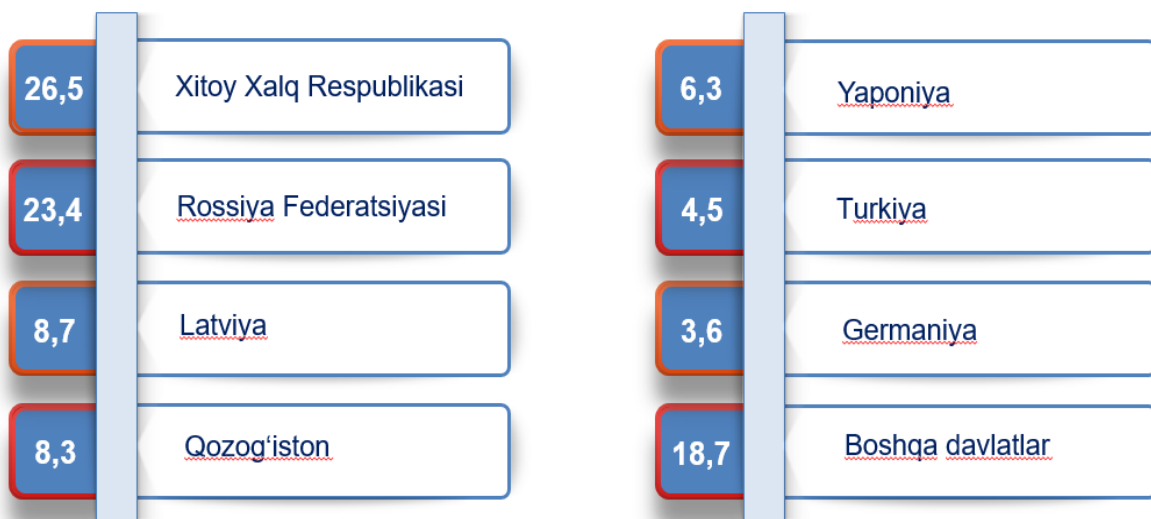 26,5
Xitoy Xalq Respublikasi
23,4
Rossiya Federatsiyasi
8,7
Latviya
8,3
Qozog‘iston
6,3
Yaponiya
4,5
Turkiya
3,6
Germaniya
18,7
Boshqa davlatlar